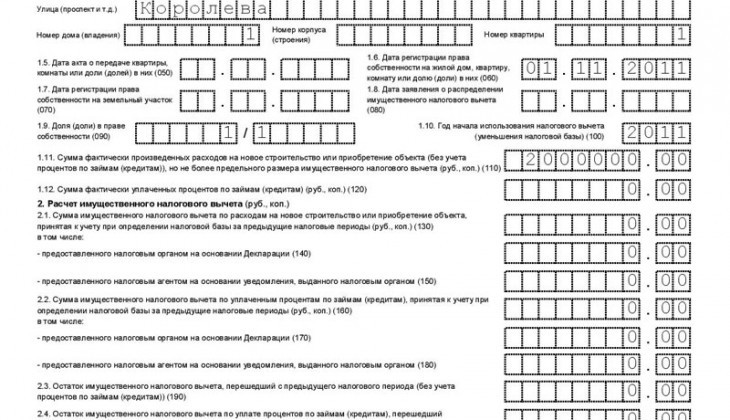 Улица (проспект и т.д.) Королева
Номер дома (владения) 1 Номер корпуса (строения) Номер квартиры 1
1.5. Дата акта о передаче квартиры, комнаты или доли (долей) в них (050) . .
1.6. Дата регистрации права собственности на жилой дом, квартиру, комнату или долю (доли) в них (060) 01.11.2011
1.7. Дата регистрации права собственности на земельный участок (070) . .
1.8. Дата заявления о распределении имущественного налогового вычета (080) . .
1.9. Доля (доли) в праве собственности (090) 1/1
1.10. Год начала использования налогового вычета (уменьшения налоговой базы) (100) 2011
1.11. Сумма фактически произведенных расходов на новое строительство или приобретение объекта (без учета
процентов по займам (кредитам)), но не более предельного размера имущественного налогового вычета (руб., коп.) (110) 2000000.00
1.12. Сумма фактически уплаченных процентов по займам (кредитам) (руб., коп.) (120) 0.00
2. Расчет имущественного налогового вычета (руб., коп.)
2.1. Сумма имущественного налогового вычета по расходам на новое строительство или приобретение объекта,
принятая к учету при определении налоговой базы за предыдущие налоговые периоды (руб., коп.) (130) 0.00
в том числе:
- предоставленного налоговым органом на основании Декларации (140) 0.00
- предоставленного налоговым агентом на основании уведомления, выданного налоговым органом (150) 0.00
2.2. Сумма имущественного налогового вычета по уплаченным процентам по займам (кредитам), принятая к учету при
определении налоговой базы за предыдущие налоговые периоды (руб., коп.) (160) 0.00
в том числе:
- предоставленного налоговым органом на основании Декларации (170) 0.00
- предоставленного налоговым агентом на основании уведомления, выданного налоговым органом (180) 0.00
2.3. Остаток имущественного налогового вычета, перешедший с предыдущего налогового периода (без учета
процентов по займам (кредитам)) (190) 0.00
2.4. Остаток имущественного налогового вычета по уплате процентов по займам (кредитам), перешедший 0.00